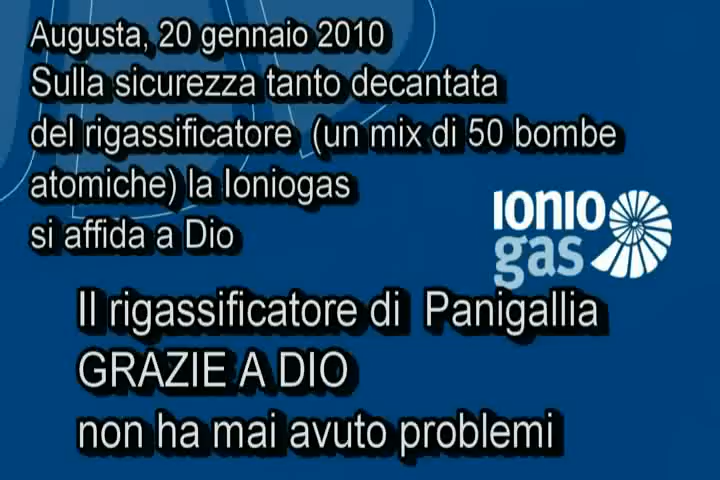 Augusta, 20 gennaio 2010
Sulla sicurezza tanto decantata
del rigassificatore (un mix di 50 bombe
atomiche) la Ioniogas
si affida a Dio
IONIO
gas
Il rigassificatore di Panigallia
GRAZIE A DIO
non ha mai avuto problemi